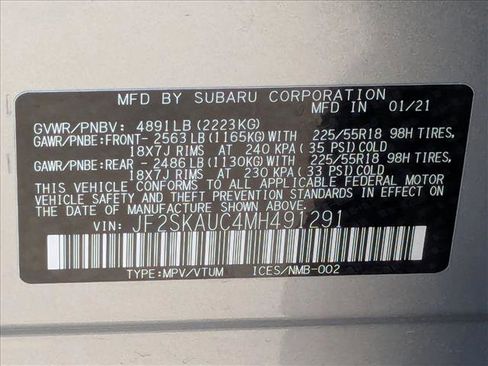 MFD BY SUBARU CORPORATION
GVWR/PNBV: 4891LB(2223KG) MFD IN 01/21
GAWR/PNBE:FRONT-2563LB(1165KG)WITH 225/55R18 98H TIRES,
18X7J RIMS AT 240 KPA(35 PSI)COLD
GAWR/PNBE:REAR -2486LB(1130KG)WITH 225/55R18 98H TIRES,
18X7J RIMS AT 230 KPA(33 PSI)COLD
THIS VEHICLE CONFORMS TO ALL APPLICABLE FEDERAL MOTOR
VEHICLE SAFETY AND THEFT PREVENTION STANDARDS IN EFFECT
ON THE DATE OF MANUFACTURE SHOWN ABOVE.
VIN: JF2SKAUC4MH491291
TYPE:MPV/VTUM ICES/NMB-002